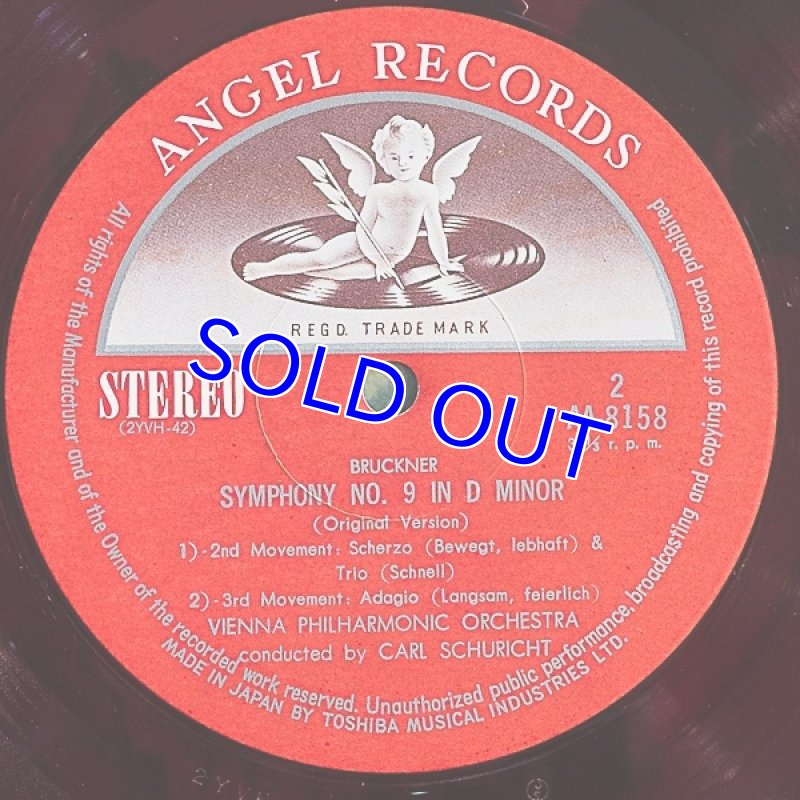 ANGEL RECORDS
REGD. TRADE MARK
STEREO
(2YVH-42)
2
8158
r. p. m.
SOLD OUT
BRUCKNER
SYMPHONY NO. 9 IN D MINOR
(Original Version)
1)-2nd Movement: Scherzo (Bewegt, lebhaft) &
Trio (Schnell)
2)-3rd Movement: Adagio (Langsam, feierlich)
VIENNA PHILHARMONIC ORCHESTRA
conducted by CARL SCHURICHT
All rights of the Manufacturer and of the Owner of the recorded work reserved. Unauthorized public performance, broadcasting and copying of this record prohibited
MADE IN JAPAN BY TOSHIBA MUSICAL INDUSTRIES LTD.